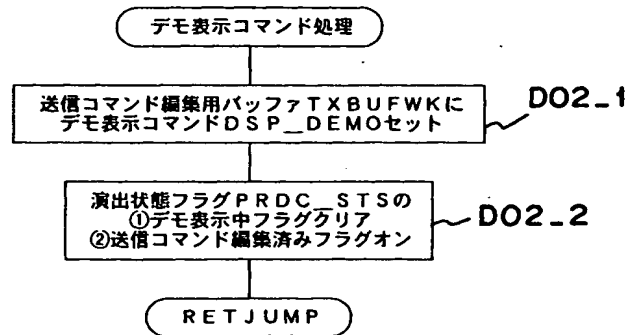 デモ表示コマンド処理
送信コマンド編集用バッファTXBUFWKに
デモ表示コマンドDSP__DEMOセット
DO2_1
演出状態フラグPRDC__STSの
①デモ表示中フラグクリア
②送信コマンド編集済みフラグオン
DO2_2
RETJUMP